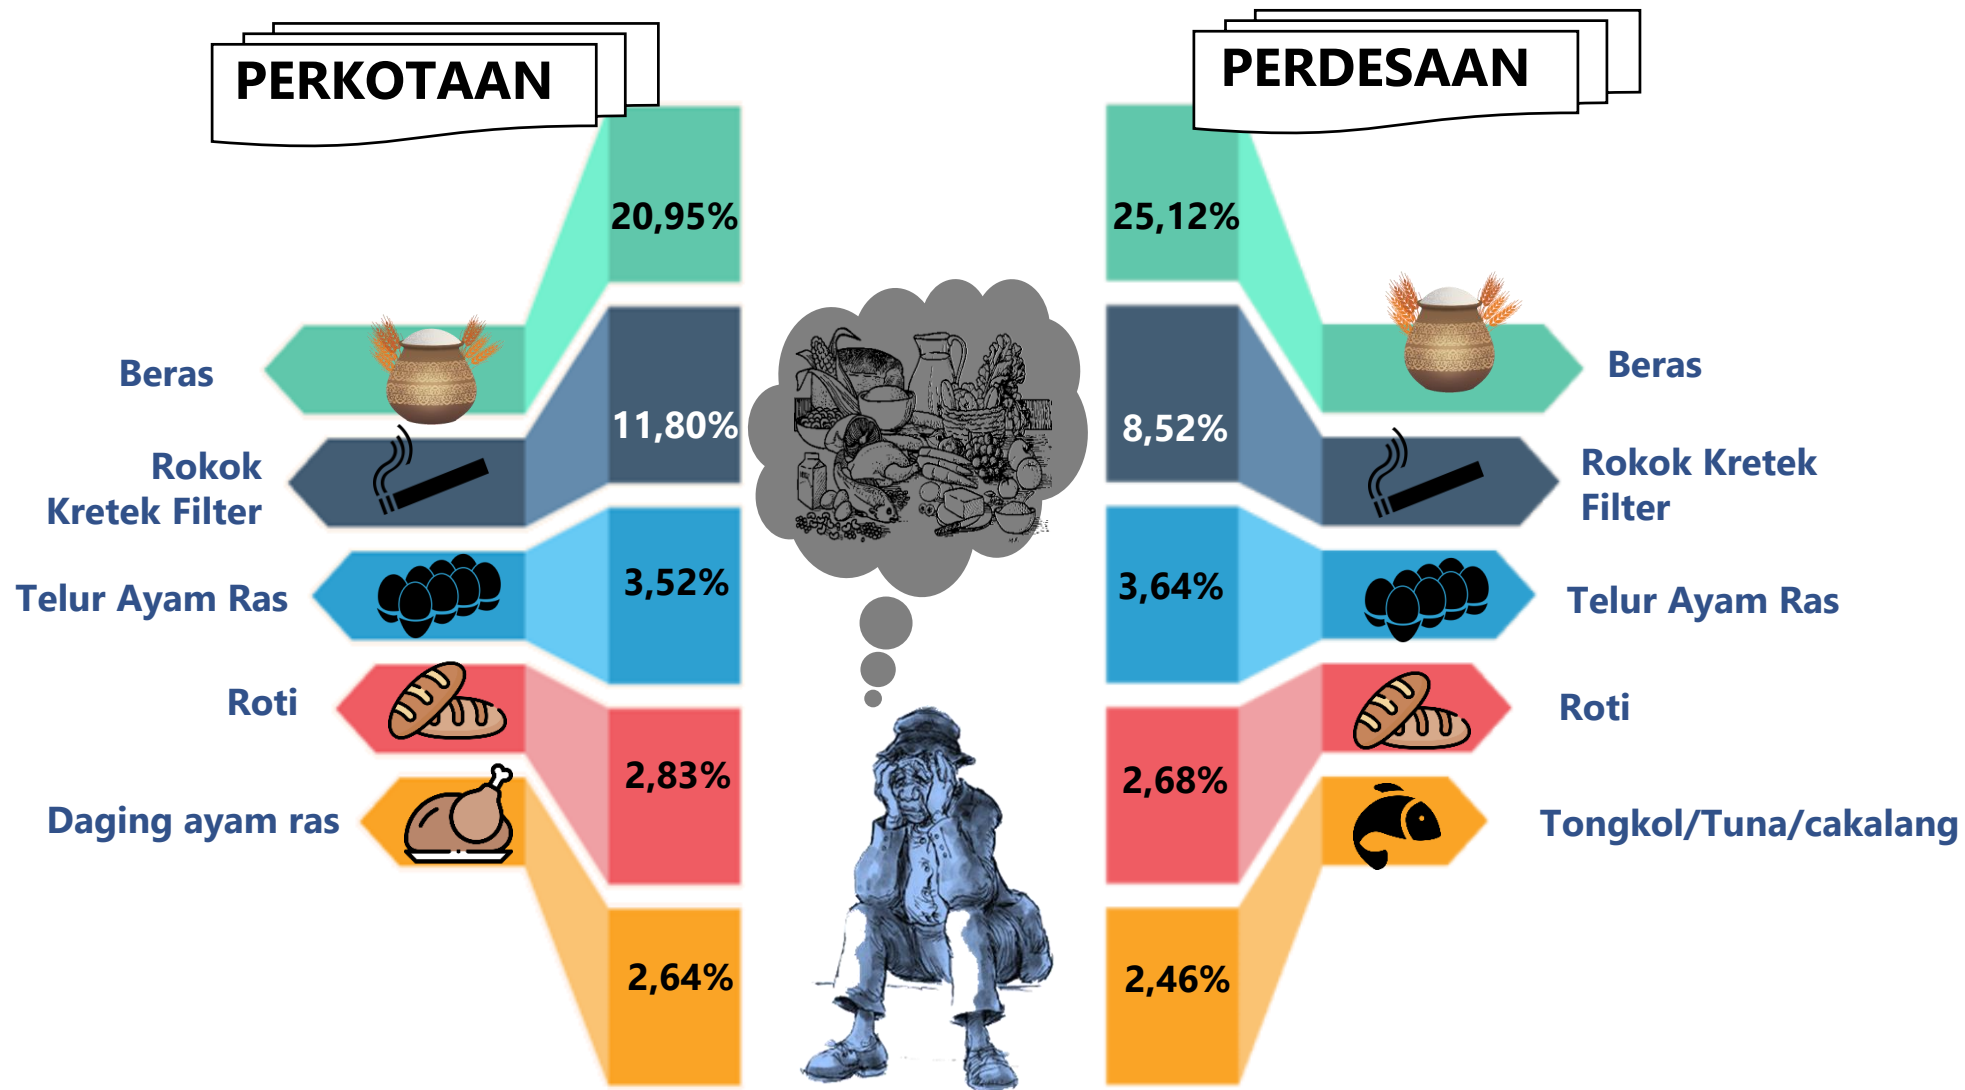 PERKOTAAN
20,95%
Beras
11,80%
Rokok
Kretek Filter
3,52%
Telur Ayam Ras
2,83%
Roti
2,64%
Daging ayam ras
PERDESAAN
25,12%
Beras
8,52%
Rokok Kretek
Filter
3,64%
Telur Ayam Ras
2,68%
Roti
2,46%
Tongkol/Tuna/cakalang